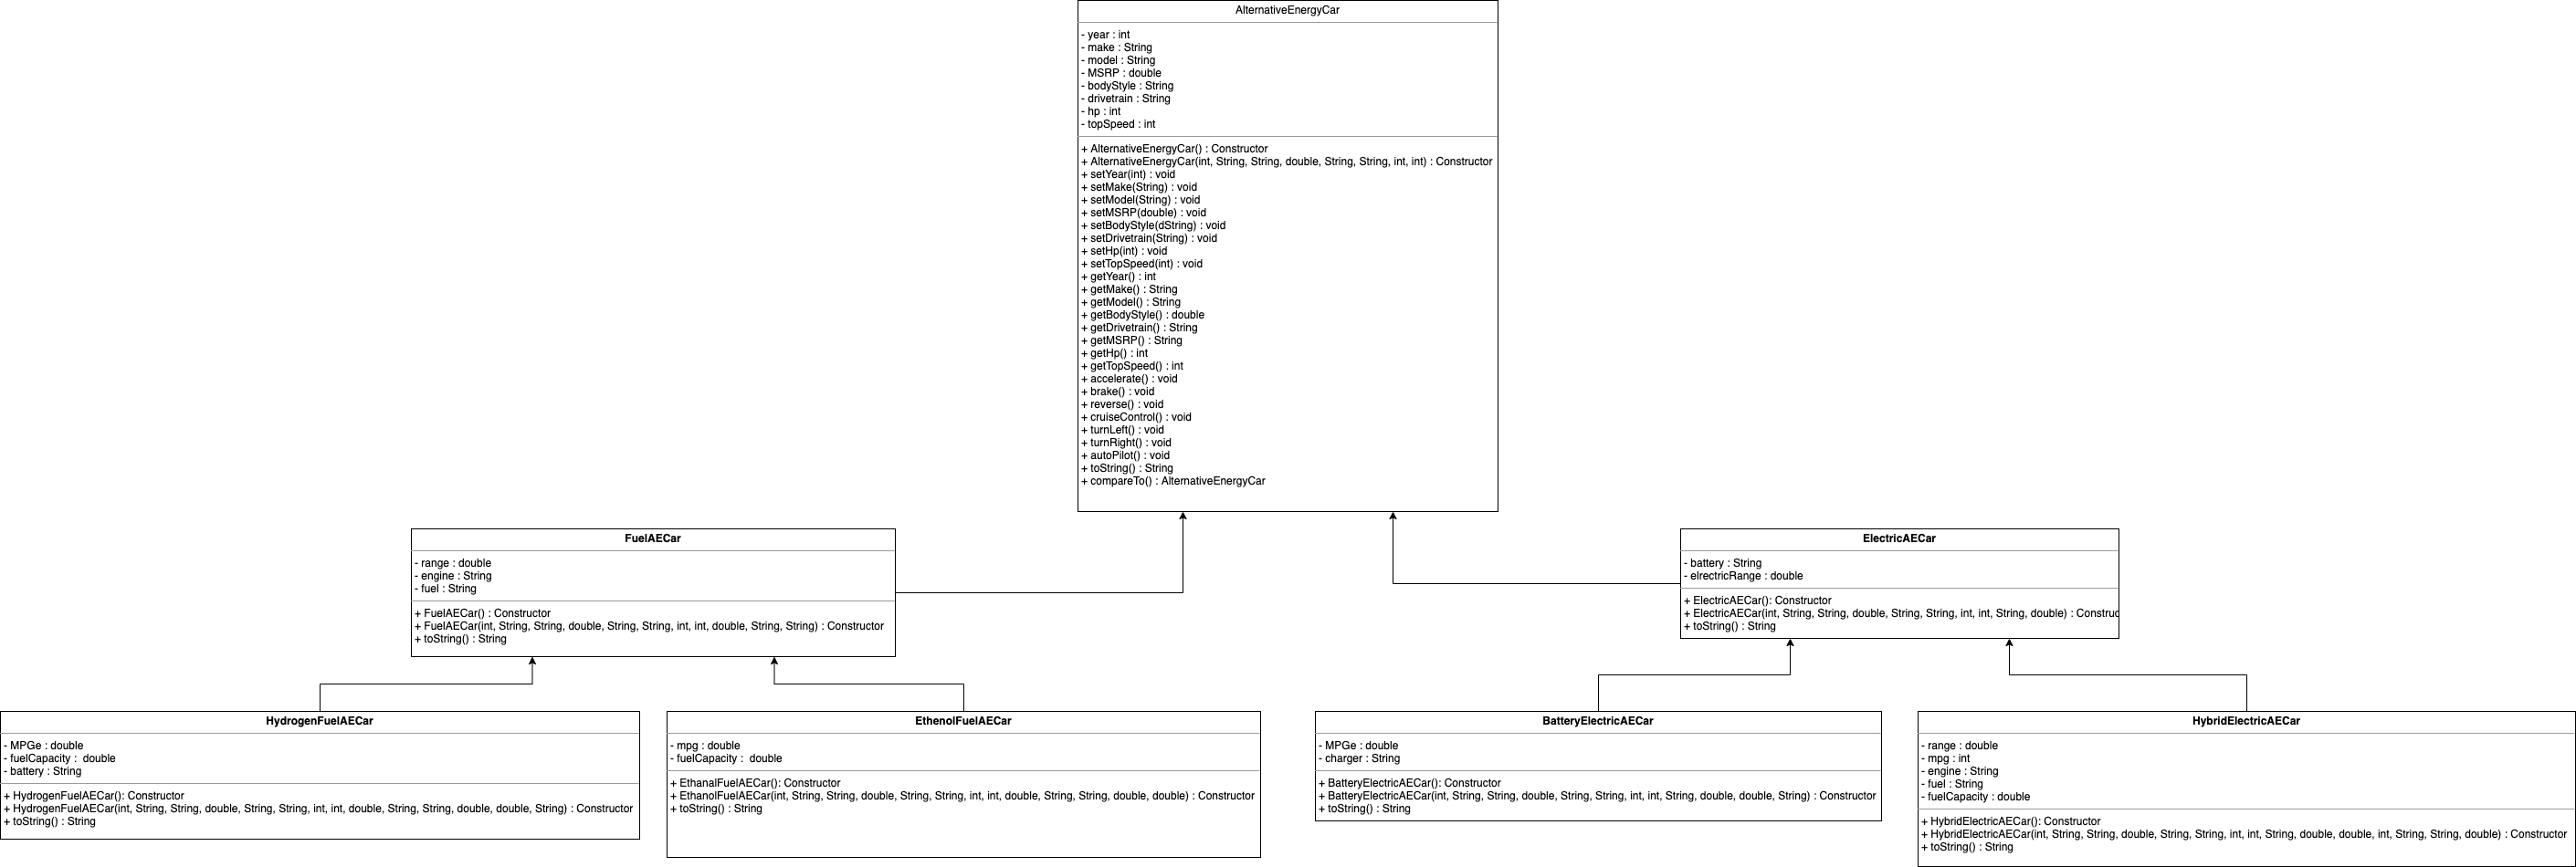 AlternativeEnergyCar
- year : int
- make : String
- model : String
- MSRP : double
- bodyStyle : String
- drivetrain : String
- hp : int
- topSpeed : int
+ AlternativeEnergyCar() : Constructor
+ AlternativeEnergyCar(int, String, String, double, String, String, int, int) : Constructor
+ setYear(int) : void
+ setMake(String) : void
+ setModel(String) : void
+ setMSRP(double) : void
+ setBodyStyle(dString) : void
+ setDrivetrain(String) : void
+ setHp(int) : void
+ setTopSpeed(int) : void
+ getYear() : int
+ getMake() : String
+ getModel() : String
+ getBodyStyle() : double
+ getDrivetrain() : String
+ getMSRP() : String
+ getHp() : int
+ getTopSpeed() : int
+ accelerate() : void
+ brake() : void
+ reverse() : void
+ cruiseControl() : void
+ turnLeft() : void
+ turnRight() : void
+ autoPilot() : void
+ toString() : String
+ compareTo() : AlternativeEnergyCar
FuelAECar
- range : double
- engine : String
- fuel : String
+ FuelAECar() : Constructor
+ FuelAECar(int, String, String, double, String, String, int, int, double, String, String) : Constructor
+ toString() : String
ElectricAECar
- battery : String
- elrectricRange : double
+ ElectricAECar(): Constructor
+ ElectricAECar(int, String, String, double, String, String, int, int, String, double) : Construc
+ toString() : String
HydrogenFuelAECar
- MPGe : double
- fuelCapacity :  double
- battery : String
+ HydrogenFuelAECar(): Constructor
+ HydrogenFuelAECar(int, String, String, double, String, String, int, int, double, String, String, double, double, String) : Constructor
+ toString() : String
EthenolFuelAECar
- mpg : double
- fuelCapacity :  double
+ EthanalFuelAECar(): Constructor
+ EthanolFuelAECar(int, String, String, double, String, String, int, int, double, String, String, double, double) : Constructor
+ toString() : String
BatteryElectricAECar
- MPGe : double
- charger : String
+ BatteryElectricAECar(): Constructor
+ BatteryElectricAECar(int, String, String, double, String, String, int, int, String, double, double, String) : Constructor
+ toString() : String
HybridElectricAECar
- range : double
- mpg : int
- engine : String
- fuel : String
- fuelCapacity : double
+ HybridElectricAECar(): Constructor
+ HybridElectricAECar(int, String, String, double, String, String, int, int, String, double, double, int, String, String, double) : Constructor
+ toString() : String